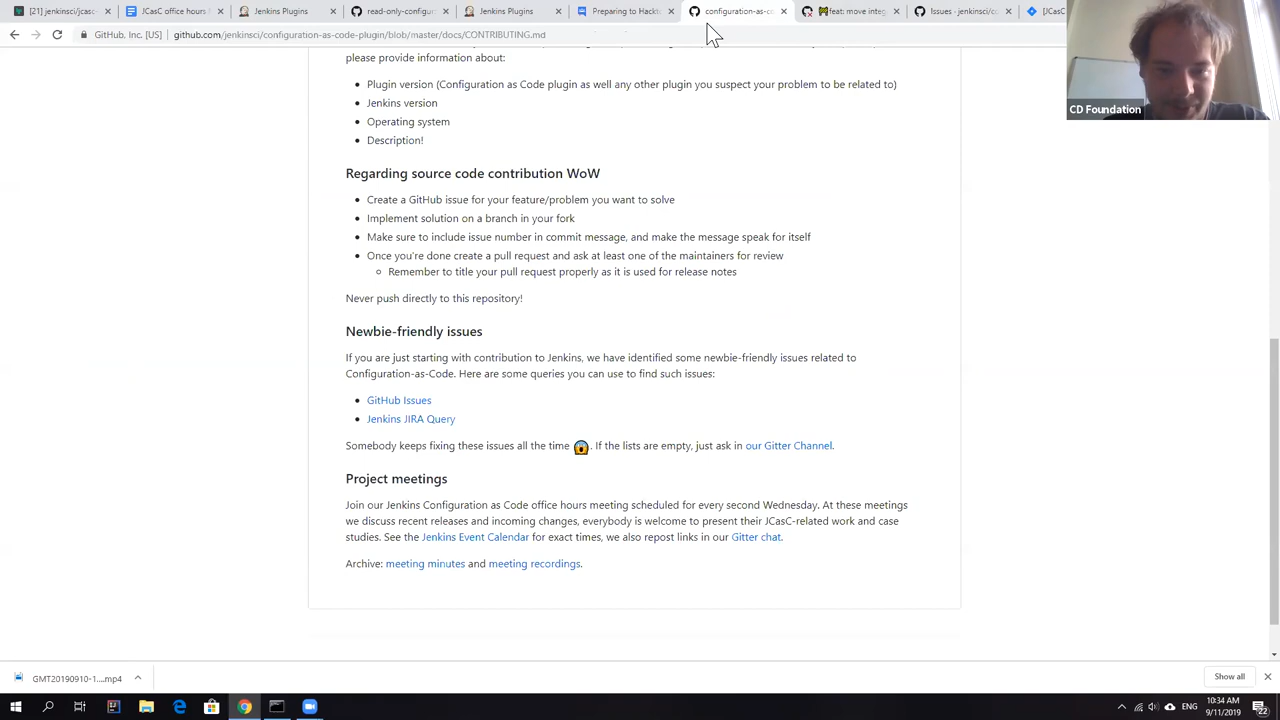 [21] jenkinsci/jcasc
JCasC office hours
Jenkins Plugins
read-only-configur
Jenkins Plugins
Preparing to Hackt
configuration-as-co
feat: move integ
Issues - jenkinsci/c
[JCasC
GitHub, Inc. [US]
github.com/jenkinsci/configuration-as-code-plugin/blob/master/docs/CONTRIBUTING.md
please provide information about:
Plugin version (Configuration as Code plugin as well any other plugin you suspect your problem to be related to)
Jenkins version
Operating system
Description!
Regarding source code contribution WoW
Create a GitHub issue for your feature/problem you want to solve
Implement solution on a branch in your fork
Make sure to include issue number in commit message, and make the message speak for itself
Once you're done create a pull request and ask at least one of the maintainers for review
Remember to title your pull request properly as it is used for release notes
Never push directly to this repository!
Newbie-friendly issues
If you are just starting with contribution to Jenkins, we have identified some newbie-friendly issues related to
Configuration-as-Code. Here are some queries you can use to find such issues:
GitHub Issues
Jenkins JIRA Query
Somebody keeps fixing these issues all the time 😱. If the lists are empty, just ask in our Gitter Channel.
Project meetings
Join our Jenkins Configuration as Code office hours meeting scheduled for every second Wednesday. At these meetings
we discuss recent releases and incoming changes, everybody is welcome to present their JCasC-related work and case
studies. See the Jenkins Event Calendar for exact times, we also repost links in our Gitter chat.
Archive: meeting minutes and meeting recordings.
CD Foundation
GMT20190910-1....mp4
Show all
ENG
10:34 AM
9/11/2019
22